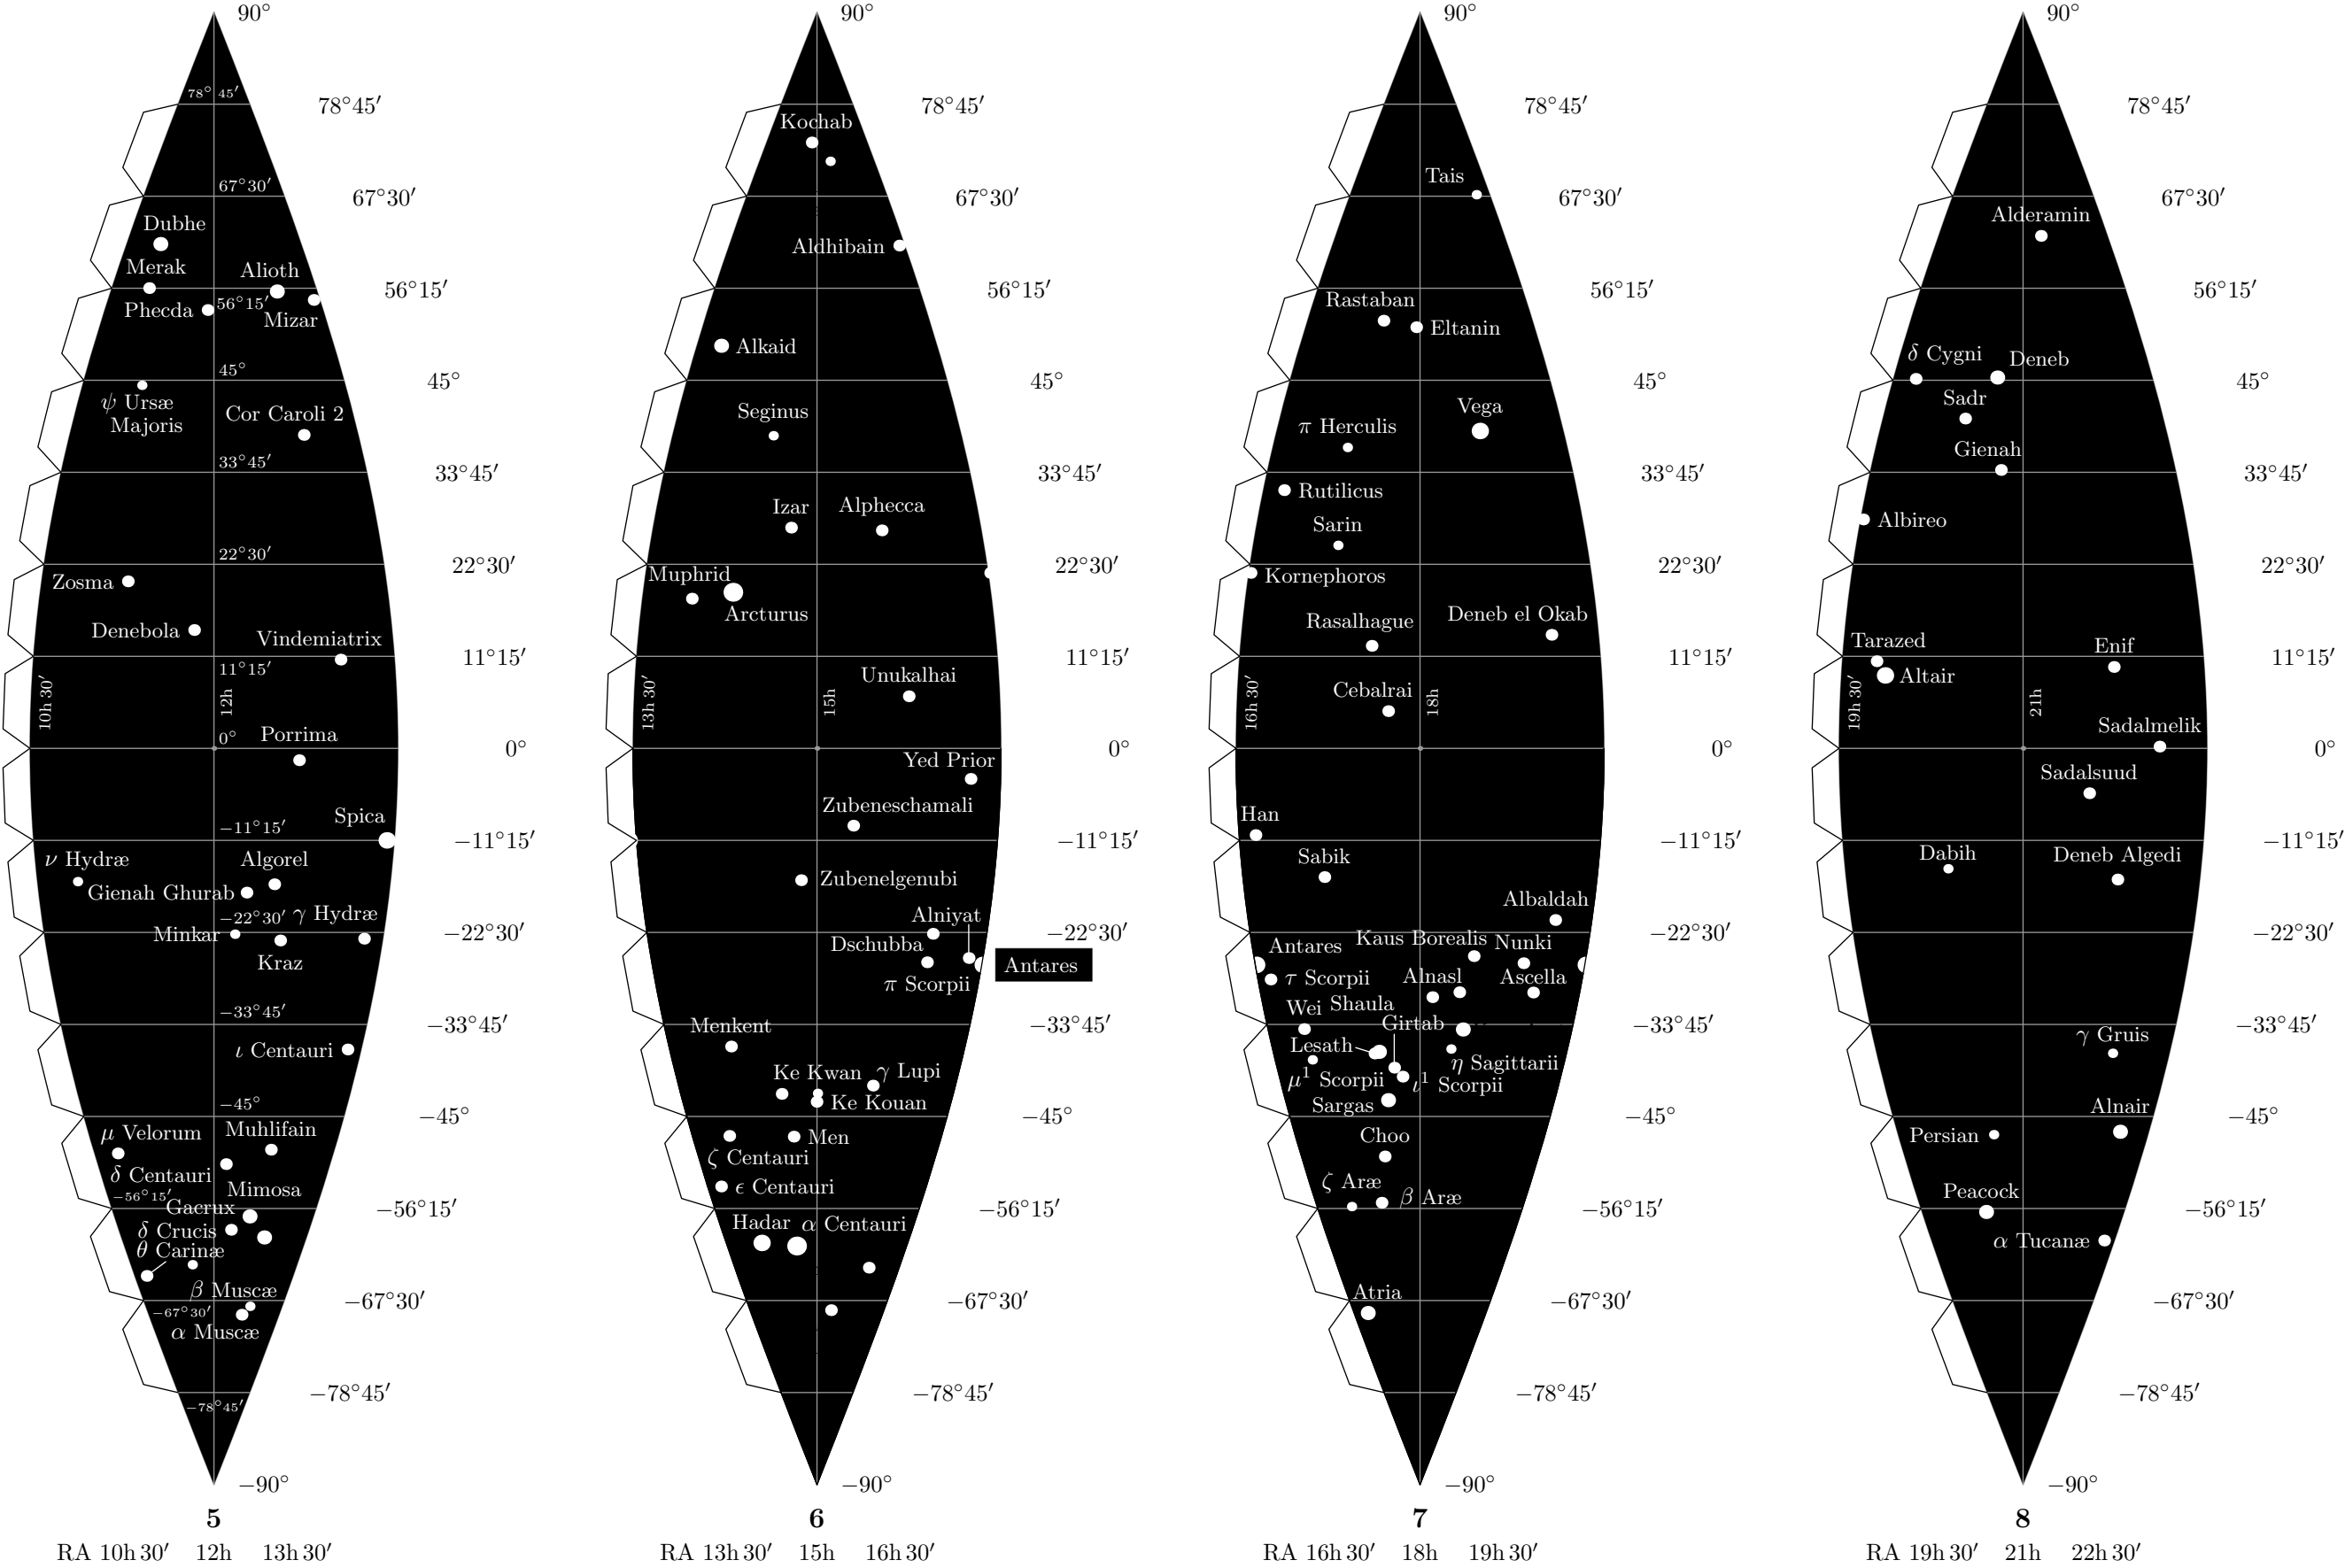 90°
78° 45′
78°45′
67°30′
67°30′
Dubhe
Merak
Alioth
56°15′
Phecda
56°15′
Mizar
45°
45°
ψ Ursæ
Majoris
Cor Caroli 2
33°45′
33°45′
22°30′
22°30′
Zosma
Denebola
Vindemiatrix
11°15′
11°15′
10h 30′
12h
0°
Porrima
0°
Spica
−11°15′
−11°15′
ν Hydræ
Algorel
Gienah Ghurab
−22°30′
γ Hydræ
Minkar
−22°30′
Kraz
−33°45′
−33°45′
ι Centauri
−45°
−45°
μ Velorum
Muhlifain
δ Centauri
Mimosa
−56°15′
Gacrux
−56°15′
δ Crucis
θ Carinæ
β Muscæ
−67°30′
−67°30′
α Muscæ
−78°45′
−78°45′
−90°
5
RA 10h 30′ 12h 13h 30′
90°
78°45′
Kochab
67°30′
Aldhibain
56°15′
Alkaid
45°
Seginus
33°45′
Izar
Alphecca
22°30′
Muphrid
Arcturus
11°15′
Unukalhai
13h 30′
15h
0°
Yed Prior
Zubeneschamali
−11°15′
Zubenelgenubi
Alniyat
−22°30′
Dschubba
Antares
π Scorpii
−33°45′
Menkent
Ke Kwan
γ Lupi
Ke Kouan
−45°
Men
ζ Centauri
ϵ Centauri
−56°15′
Hadar
α Centauri
−67°30′
−78°45′
−90°
6
RA 13h 30′ 15h 16h 30′
90°
78°45′
Tais
67°30′
56°15′
Rastaban
Eltanin
45°
Vega
π Herculis
33°45′
Rutilicus
Sarin
22°30′
Kornephoros
Rasalhague
Deneb el Okab
11°15′
Cebalrai
16h 30′
18h
0°
Han
−11°15′
Sabik
Albaldah
−22°30′
Antares
Kaus Borealis
Nunki
τ Scorpii
Alnasl
Ascella
Wei
Shaula
Girtab
−33°45′
Lesath
η Sagittarii
μ¹ Scorpii
ι¹ Scorpii
Sargas
−45°
Choo
ζ Aræ
β Aræ
−56°15′
Atria
−67°30′
−78°45′
−90°
7
RA 16h 30′ 18h 19h 30′
90°
78°45′
67°30′
Alderamin
56°15′
δ Cygni
Deneb
45°
Sadr
Gienah
33°45′
Albireo
22°30′
Tarazed
Enif
11°15′
Altair
19h 30′
21h
Sadalmelik
0°
Sadalsuud
−11°15′
Dabih
Deneb Algedi
−22°30′
−33°45′
γ Gruis
Alnair
−45°
Persian
Peacock
−56°15′
α Tucanæ
−67°30′
−78°45′
−90°
8
RA 19h 30′ 21h 22h 30′